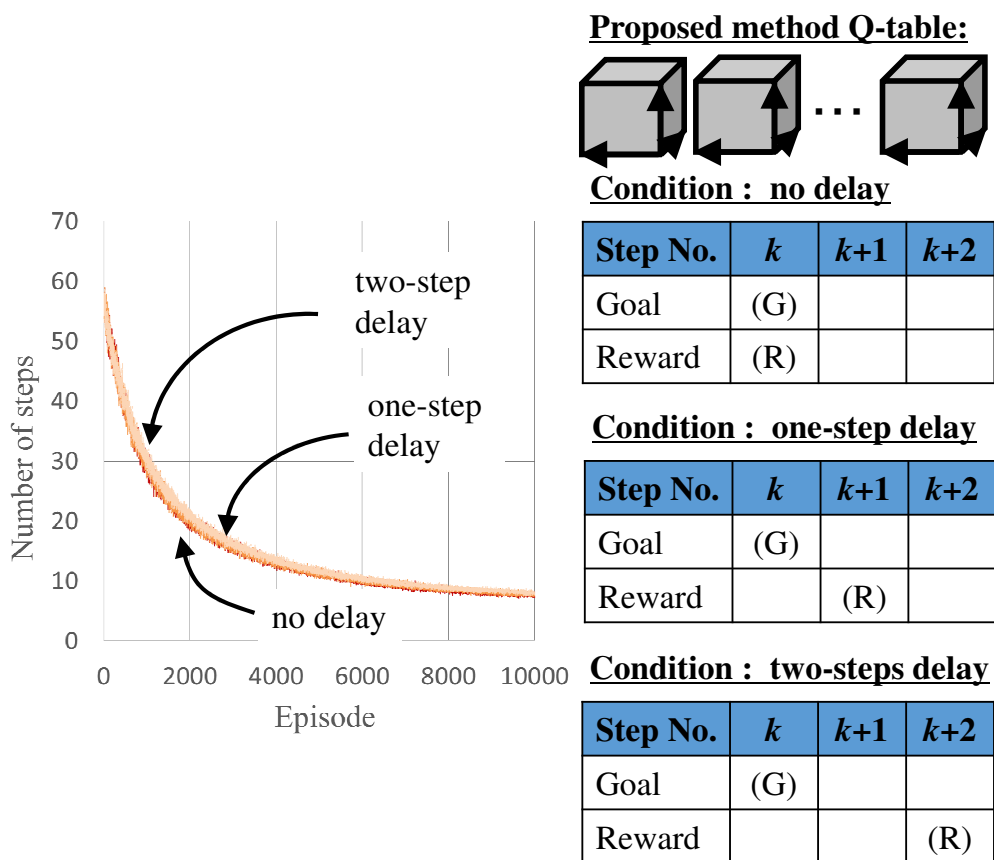 Proposed method Q-table:
...
Condition : no delay
Step No. k k+1 k+2
Goal (G)
Reward (R)
Condition : one-step delay
Step No. k k+1 k+2
Goal (G)
Reward (R)
Condition : two-steps delay
Step No. k k+1 k+2
Goal (G)
Reward (R)
Number of steps
70
60
50
40
30
20
10
0
two-step
delay
one-step
delay
no delay
0 2000 4000 6000 8000 10000
Episode